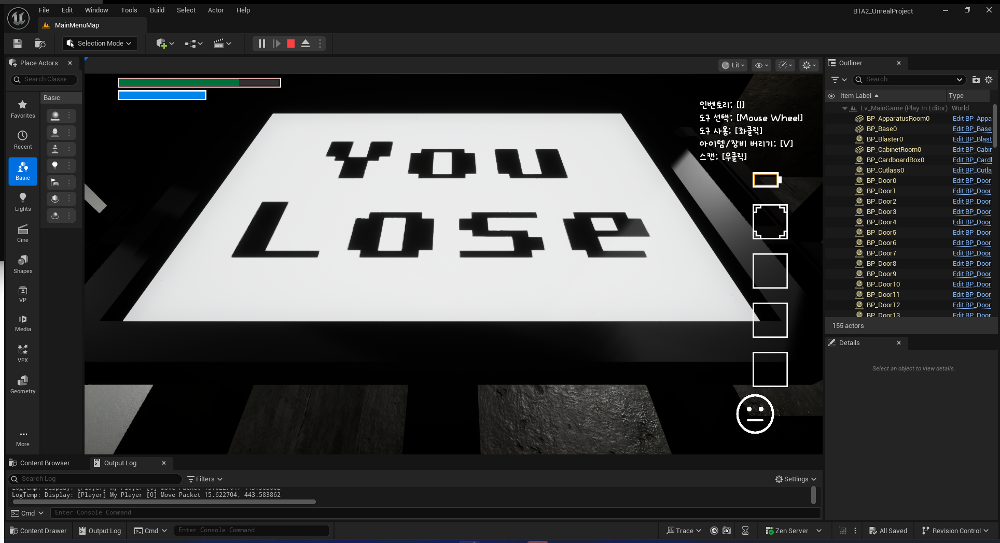 File Edit Window Tools Build Select Actor Help
B1A2_UnrealProject
MainMenuMap
Selection Mode
Place Actors
Search Classe
Favorites
Recent
Basic
Lights
Cine
Shapes
VP
Media
VFX
Geometry
More
Basic
Lit
인벤토리: [I]
도구 선택: [Mouse Wheel]
도구 사용: [좌클릭]
아이템/장비 버리기: [V]
스캔: [우클릭]
You
Lose
Outliner
Search...
Item Label Type
Lv_MainGame (Play In Editor) World
BP_ApparatusRoom0 Edit BP_Appa
BP_Base0 Edit BP_Base
BP_Blaster0 Edit BP_Blast
BP_CabinetRoom0 Edit BP_Cabir
BP_CardboardBox0 Edit BP_Cardl
BP_Cutlass0 Edit BP_Cutla
BP_Door0 Edit BP_Door
BP_Door1 Edit BP_Door
BP_Door2 Edit BP_Door
BP_Door3 Edit BP_Door
BP_Door4 Edit BP_Door
BP_Door5 Edit BP_Door
BP_Door6 Edit BP_Door
BP_Door7 Edit BP_Door
BP_Door8 Edit BP_Door
BP_Door9 Edit BP_Door
BP_Door10 Edit BP_Door
BP_Door11 Edit BP_Door
BP_Door12 Edit BP_Door
BP_Door13 Edit BP_Door
155 actors
Details
Select an object to view details.
Content Browser
Output Log
Search Log
Filters
Settings
LogTemp: Display: [Player] My Player [0] Move Packet 15.622704, 443.583862
LogTemp: Display: [Player] My Player [0] Move Packet 15.622704, 443.583862
Cmd
Enter Console Command
Content Drawer
Output Log
Cmd
Enter Console Command
Trace
Zen Server
All Saved
Revision Control